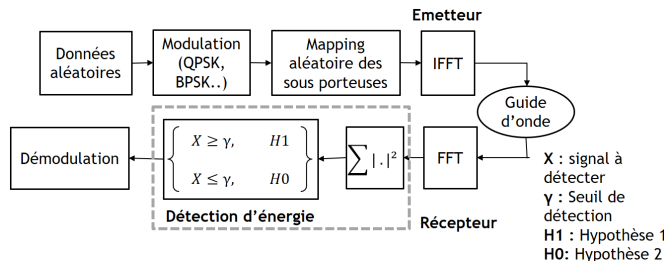 Emetteur
Données
aléatoires
Modulation
(QPSK,
BPSK..)
Mapping
aléatoire des
sous porteuses
IFFT
Guide
d'onde
Démodulation
X ≥ γ, H1
X ≤ γ, H0
∑ |.|²
FFT
Détection d'énergie
Récepteur
X : signal à
détecter
γ : Seuil de
détection
H1 : Hypothèse 1
H0: Hypothèse 2